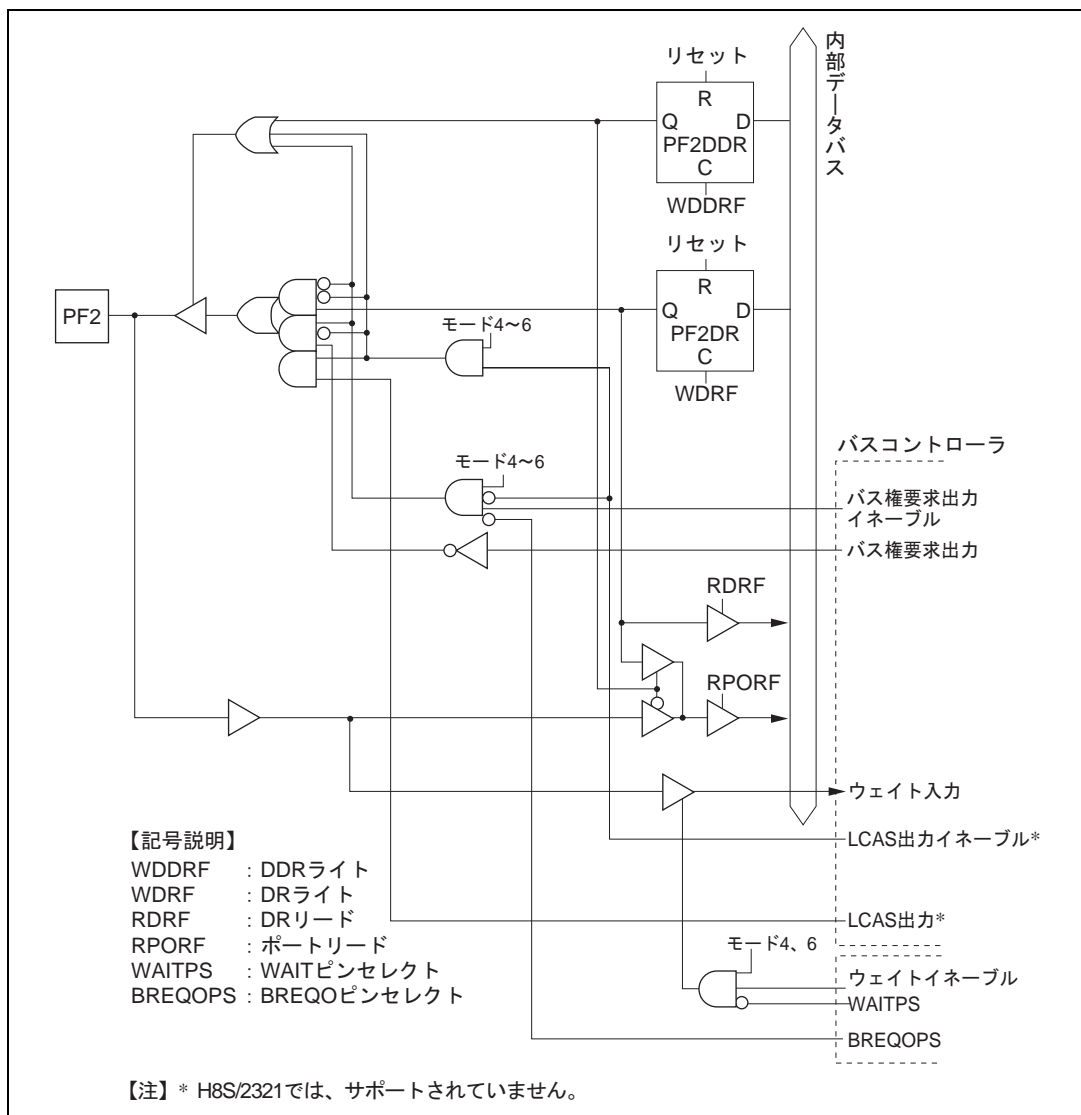 リセット
R
Q D
PF2DDR
C
WDDRF
内部データバス
リセット
R
Q D
PF2DR
C
WDRF
PF2
モード4〜6
バスコントローラ
モード4〜6
バス権要求出力
イネーブル
バス権要求出力
RDRF
RPORF
ウェイト入力
LCAS出力イネーブル*
LCAS出力*
モード4、6
ウェイトイネーブル
WAITPS
BREQOPS
【記号説明】
WDDRF : DDRライト
WDRF : DRライト
RDRF : DRリード
RPORF : ポートリード
WAITPS : WAITピンセレクト
BREQOPS : BREQOピンセレクト
【注】* H8S/2321では、サポートされていません。